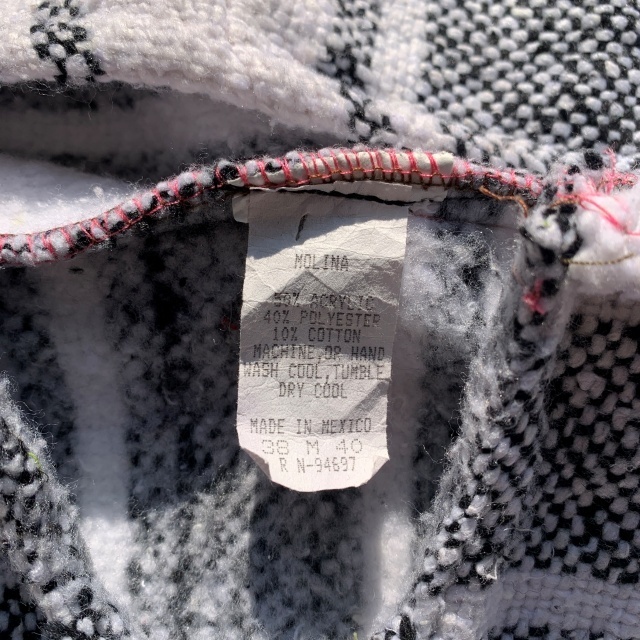 MOLINA
50% ACRYLIC
40% POLYESTER
10% COTTON
MACHINE OR HAND
WASH COOL, TUMBLE
DRY COOL
MADE IN MEXICO
38 M 40
R N-94697